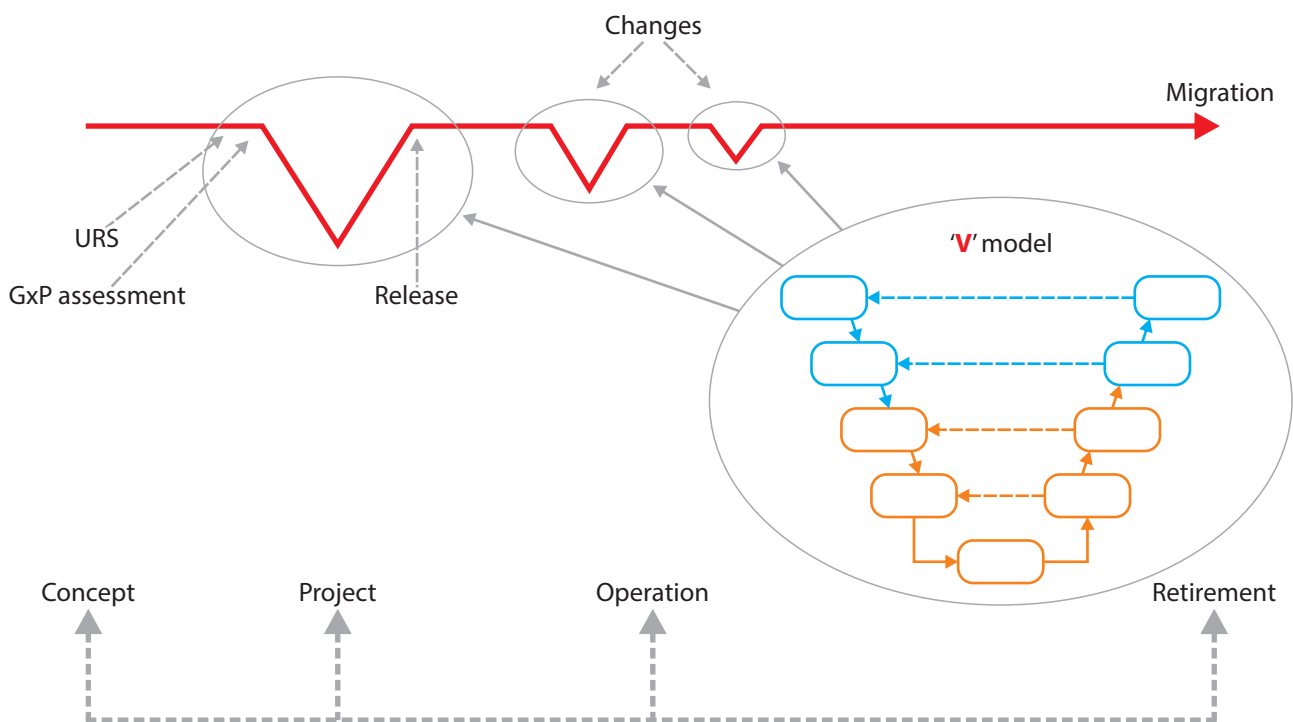 Changes
Migration
URS
GxP assessment
Release
‘V’ model
Concept
Project
Operation
Retirement